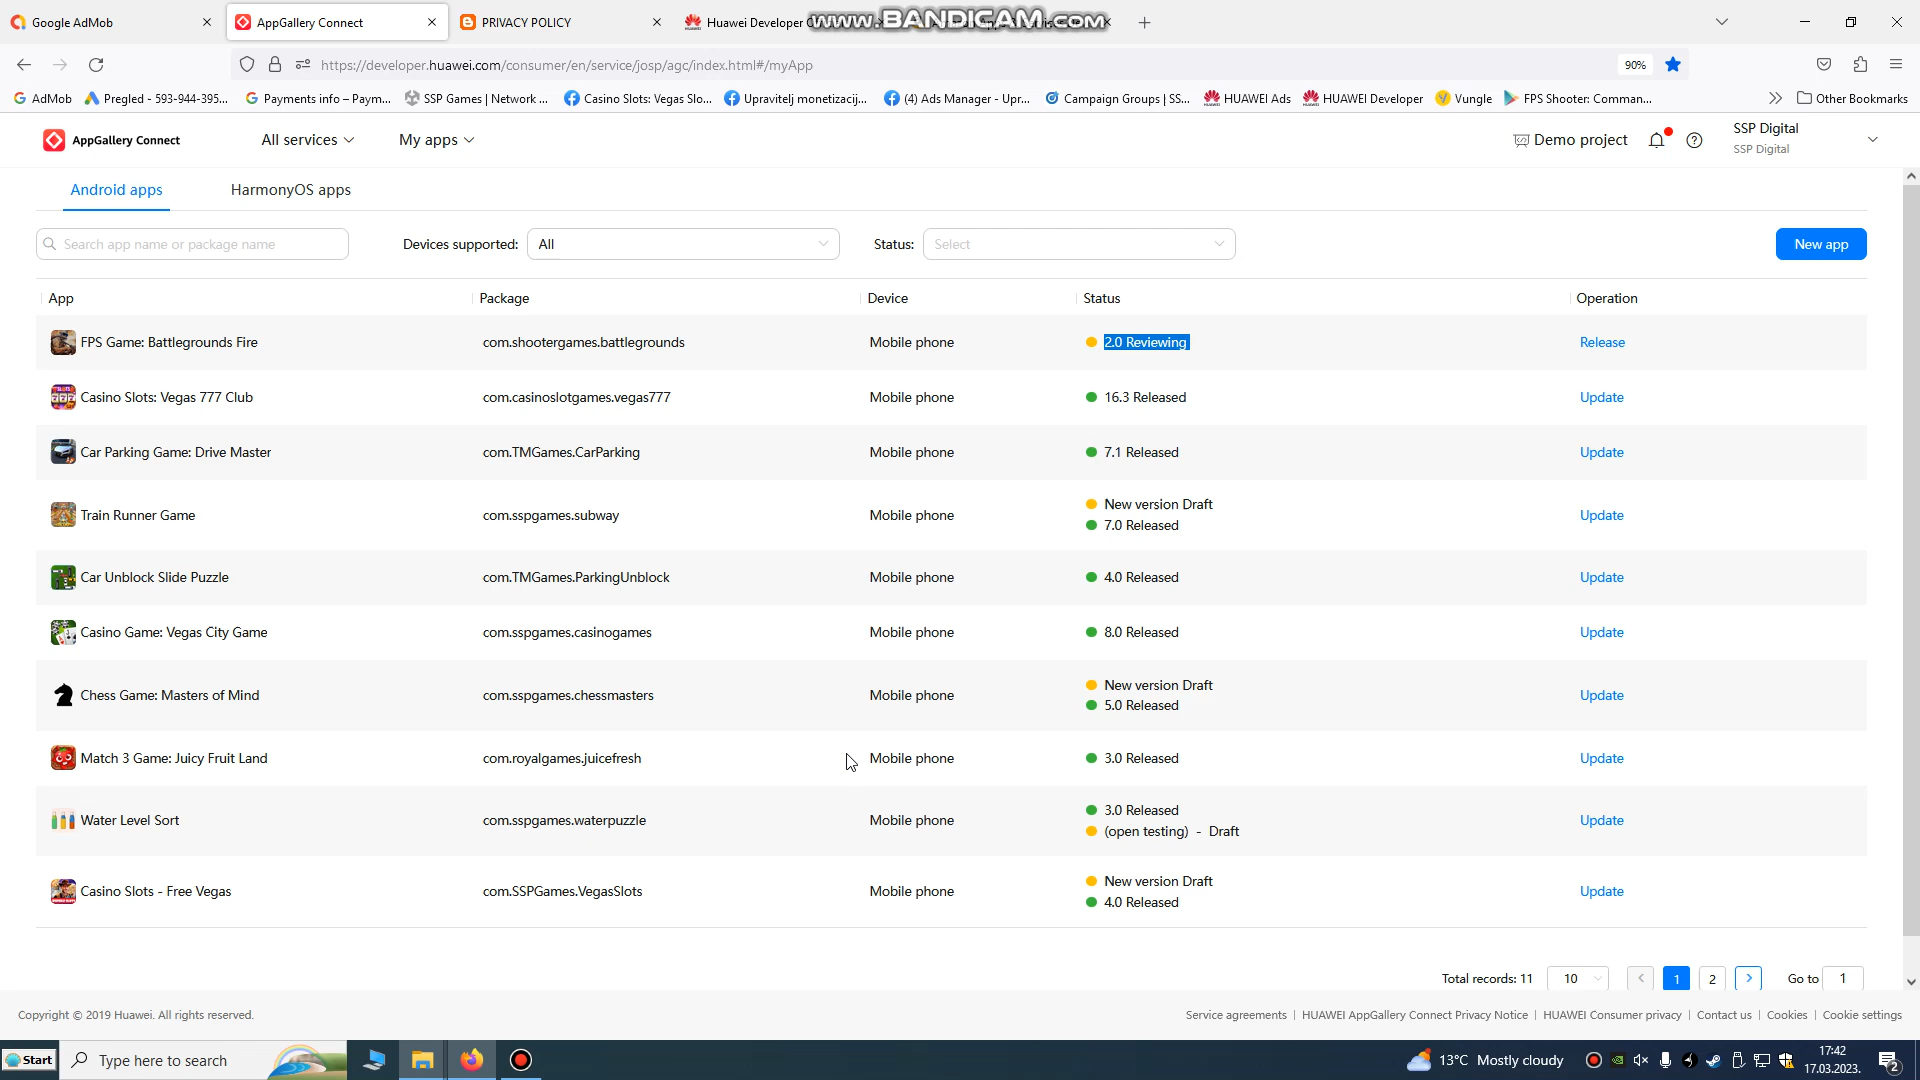 Google AdMob
AppGallery Connect
PRIVACY POLICY
Huawei Developer
www.BANDICAM.com
https://developer.huawei.com/consumer/en/service/josp/agc/index.html#/myApp
90%
AdMob
Pregled - 593-944-395...
Payments info – Paym...
SSP Games | Network ...
Casino Slots: Vegas Slo...
Upravitelj monetizacij...
(4) Ads Manager - Upr...
Campaign Groups | SS...
HUAWEI Ads
HUAWEI Developer
Vungle
FPS Shooter: Comman...
Other Bookmarks
AppGallery Connect
All services
My apps
Demo project
SSP Digital
SSP Digital
Android apps
HarmonyOS apps
Search app name or package name
Devices supported: All
Status: Select
New app
App Package Device Status Operation
FPS Game: Battlegrounds Fire com.shootergames.battlegrounds Mobile phone 2.0 Reviewing Release
Casino Slots: Vegas 777 Club com.casinoslotgames.vegas777 Mobile phone 16.3 Released Update
Car Parking Game: Drive Master com.TMGames.CarParking Mobile phone 7.1 Released Update
New version Draft
Train Runner Game com.sspgames.subway Mobile phone 7.0 Released Update
Car Unblock Slide Puzzle com.TMGames.ParkingUnblock Mobile phone 4.0 Released Update
Casino Game: Vegas City Game com.sspgames.casinogames Mobile phone 8.0 Released Update
New version Draft
Chess Game: Masters of Mind com.sspgames.chessmasters Mobile phone 5.0 Released Update
Match 3 Game: Juicy Fruit Land com.royalgames.juicefresh Mobile phone 3.0 Released Update
3.0 Released
Water Level Sort com.sspgames.waterpuzzle Mobile phone (open testing) - Draft Update
New version Draft
Casino Slots - Free Vegas com.SSPGames.VegasSlots Mobile phone 4.0 Released Update
Total records: 11 10 1 2 Go to 1
Copyright © 2019 Huawei. All rights reserved.
Service agreements | HUAWEI AppGallery Connect Privacy Notice | HUAWEI Consumer privacy | Contact us | Cookies | Cookie settings
Start
Type here to search
13°C Mostly cloudy
17:42
17.03.2023.
2